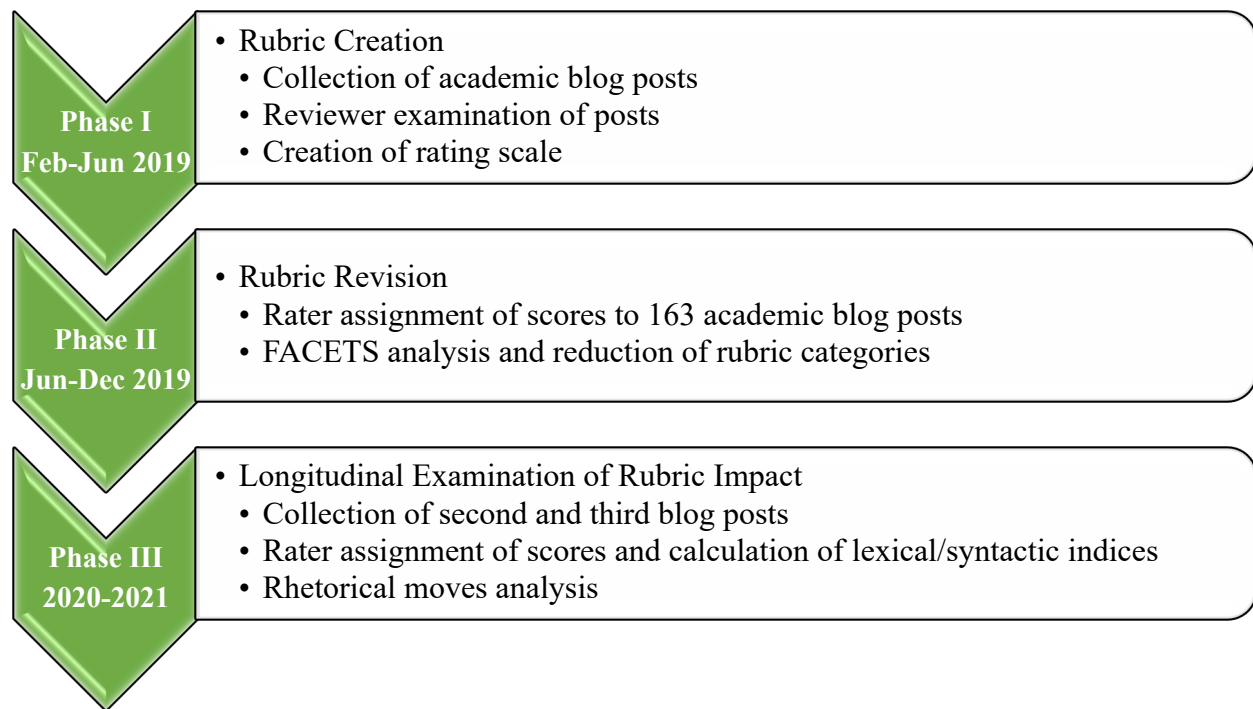 Phase I
Feb-Jun 2019
• Rubric Creation
• Collection of academic blog posts
• Reviewer examination of posts
• Creation of rating scale
Phase II
Jun-Dec 2019
• Rubric Revision
• Rater assignment of scores to 163 academic blog posts
• FACETS analysis and reduction of rubric categories
Phase III
2020-2021
• Longitudinal Examination of Rubric Impact
• Collection of second and third blog posts
• Rater assignment of scores and calculation of lexical/syntactic indices
• Rhetorical moves analysis